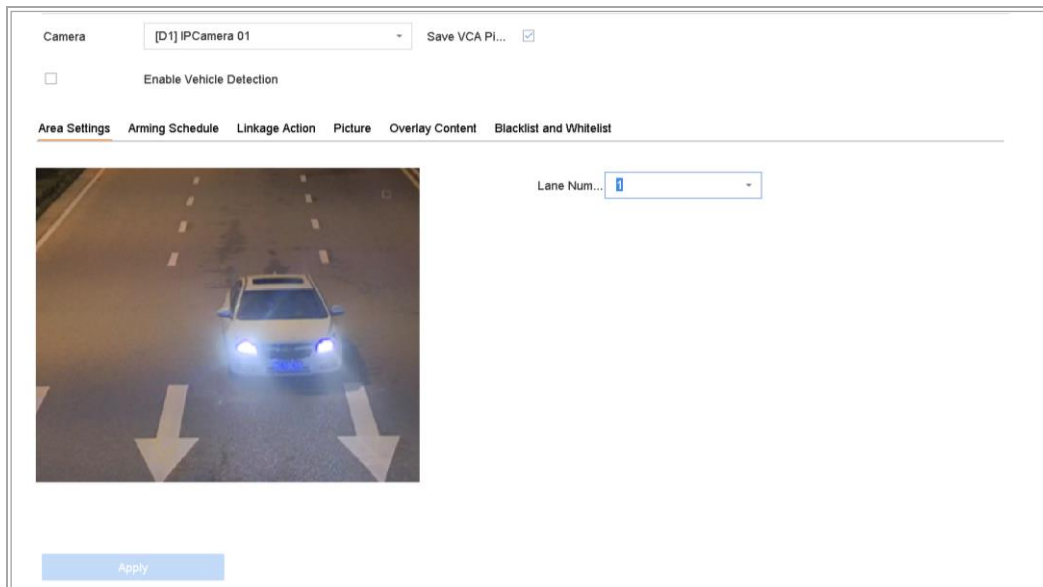 Camera [D1] IPCamera 01 Save VCA Pi...
Enable Vehicle Detection
Area Settings Arming Schedule Linkage Action Picture Overlay Content Blacklist and Whitelist
Lane Num... 1
Apply